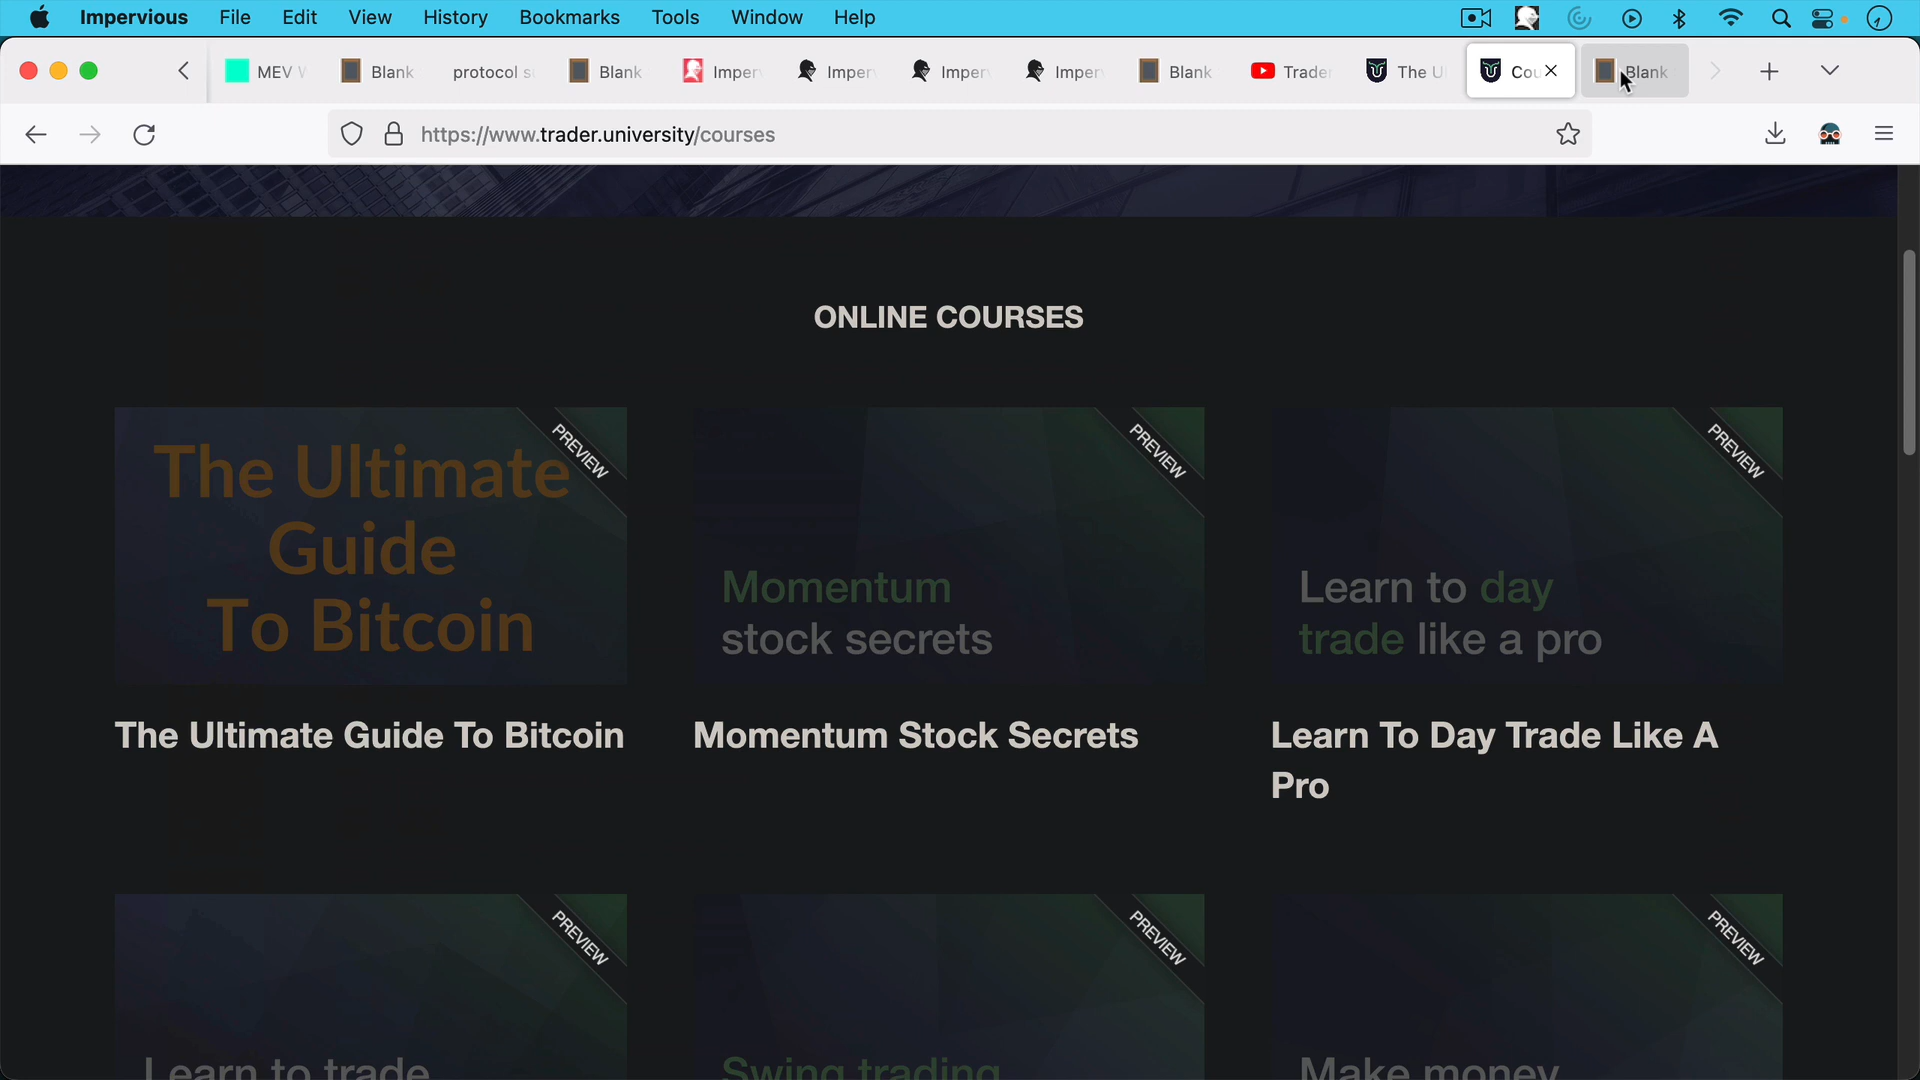 Impervious File Edit View History Bookmarks Tools Window Help
MEV Blank protocol Blank Imperv Imper Imper Imper Blank Trader The U Cou Blank
https://www.trader.university/courses
ONLINE COURSES
PREVIEW PREVIEW PREVIEW
The Ultimate
Guide
To Bitcoin
Momentum
stock secrets
Learn to day
trade like a pro
The Ultimate Guide To Bitcoin
Momentum Stock Secrets
Learn To Day Trade Like A
Pro
PREVIEW PREVIEW PREVIEW
Learn to trade
Swing trading
Make money